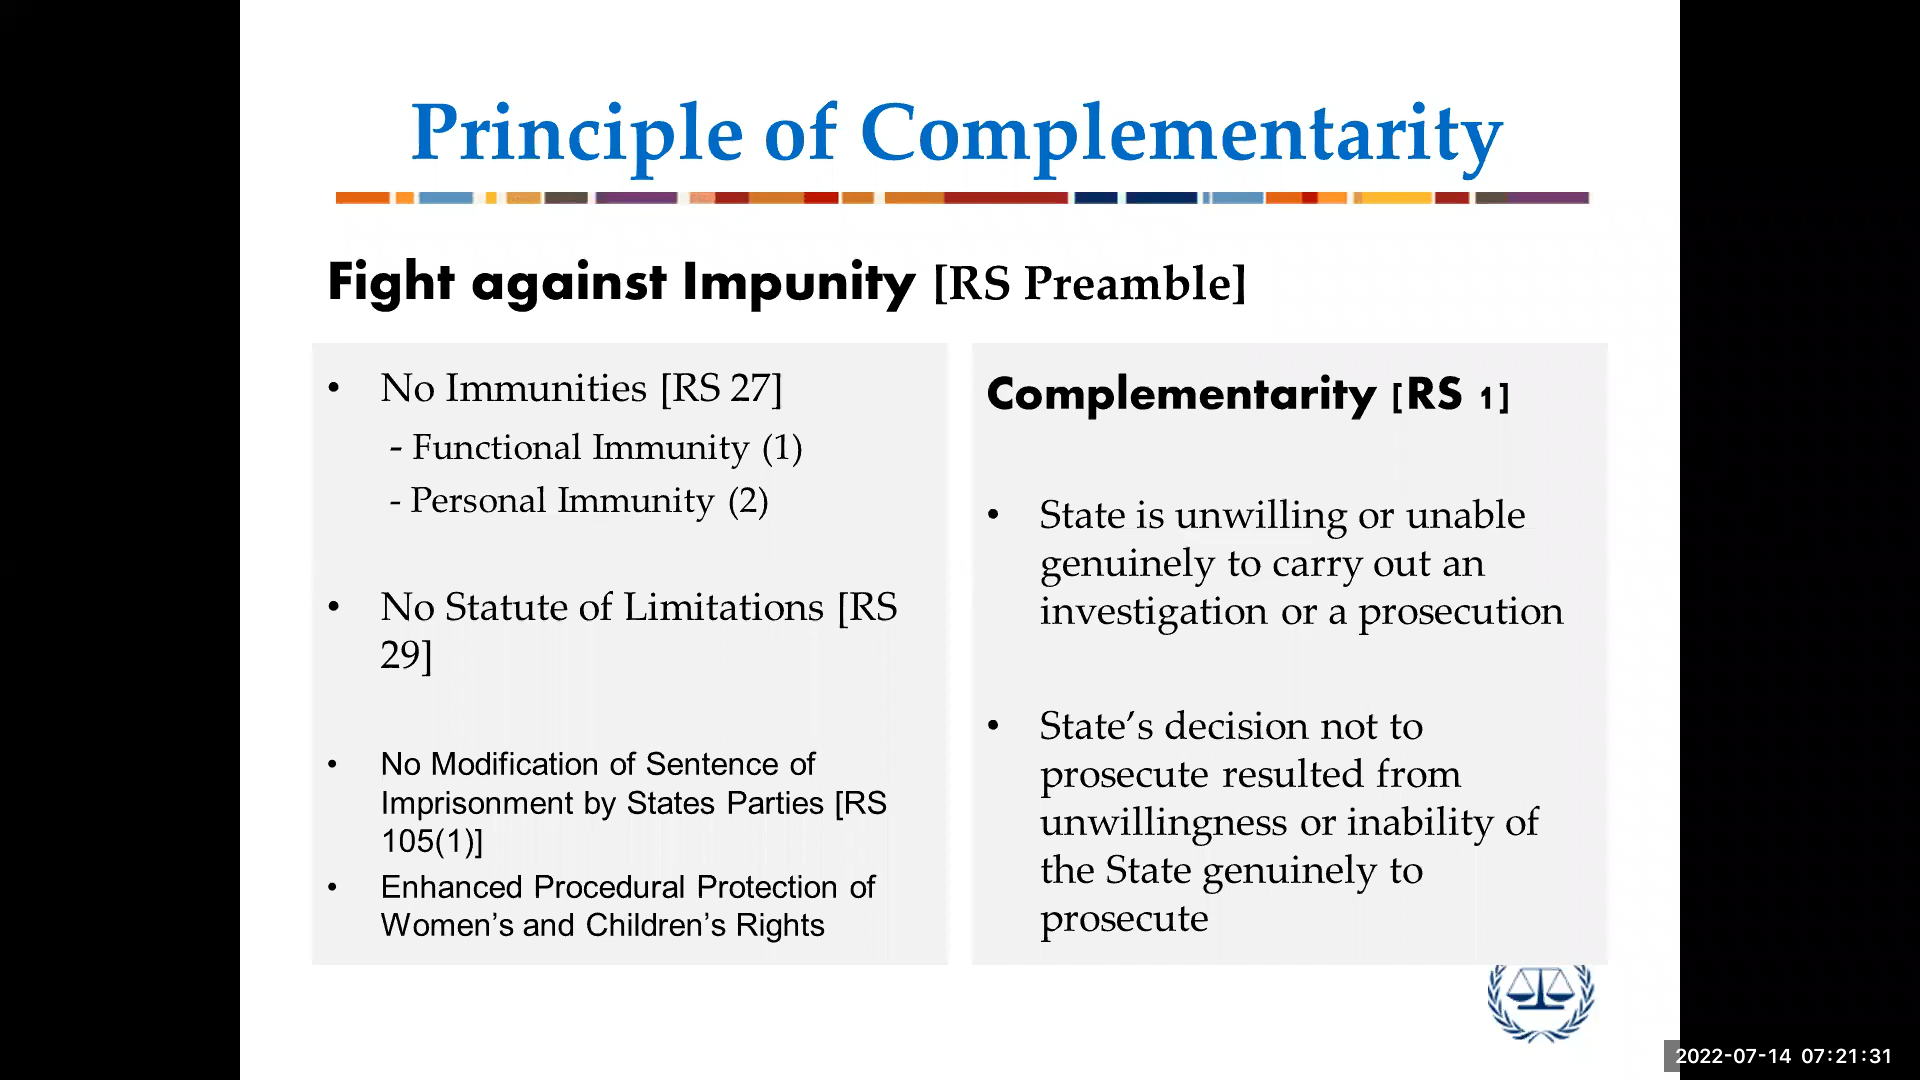 Principle of Complementarity
Fight against Impunity [RS Preamble]
• No Immunities [RS 27]
- Functional Immunity (1)
- Personal Immunity (2)
• No Statute of Limitations [RS
29]
• No Modification of Sentence of
Imprisonment by States Parties [RS
105(1)]
• Enhanced Procedural Protection of
Women’s and Children’s Rights
Complementarity [RS 1]
• State is unwilling or unable
genuinely to carry out an
investigation or a prosecution
• State’s decision not to
prosecute resulted from
unwillingness or inability of
the State genuinely to
prosecute
2022-07-14 07:21:31